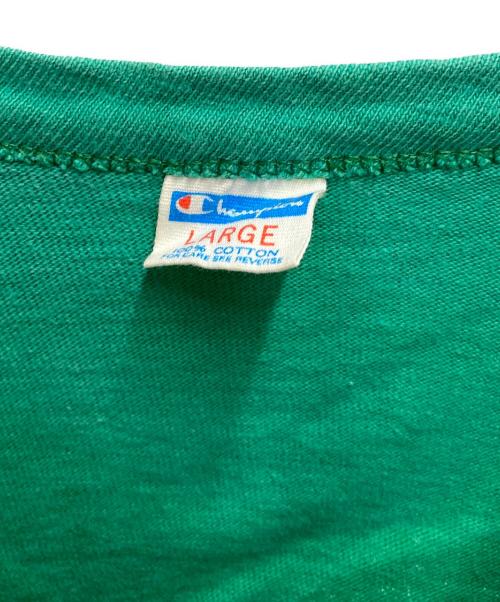 Champion
LARGE
100% COTTON
FOR CARE SEE REVERSE